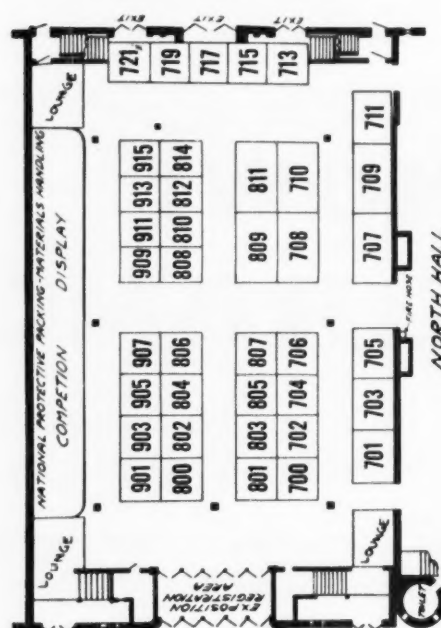 EXIT
EXIT
EXIT
721
719
717
715
713
LOUNGE
NATIONAL PROTECTIVE PACKING-MATERIALS HANDLING
COMPETION DISPLAY
LOUNGE
915
913
911
909
814
812
810
808
811
809
710
708
711
709
707
907
905
903
901
806
804
802
800
807
805
803
801
706
704
702
700
705
703
701
FIRE HOSE
NORTH HALL
LOUNGE
EXPOSITION
REGISTRATION
AREA
TOILET